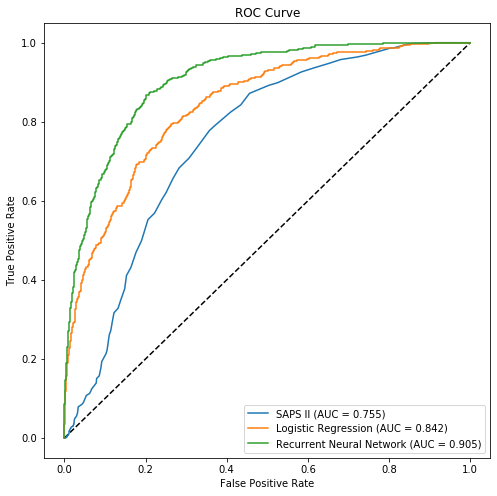 ROC Curve
1.0
0.8
0.6
0.4
0.2
0.0
True Positive Rate
SAPS II (AUC = 0.755)
Logistic Regression (AUC = 0.842)
Recurrent Neural Network (AUC = 0.905)
0.0 0.2 0.4 0.6 0.8 1.0
False Positive Rate